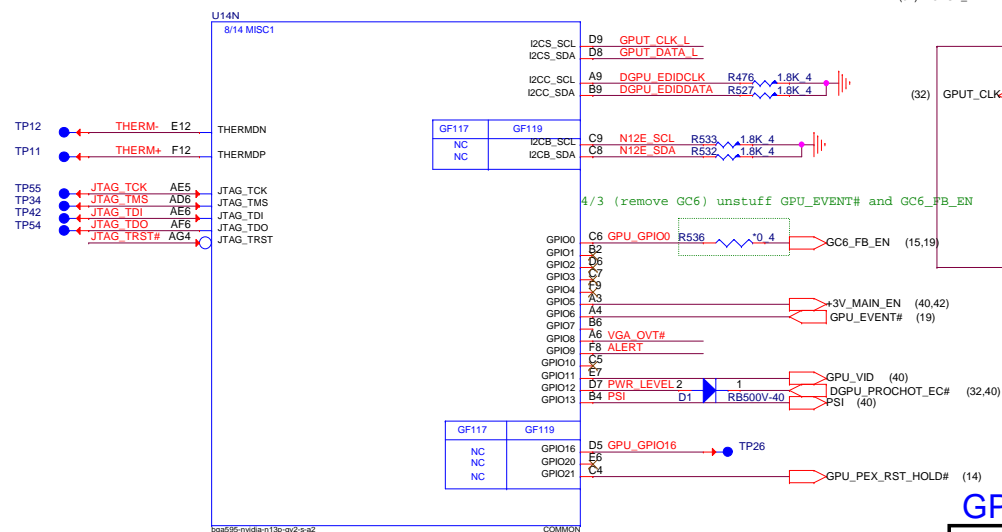 U14N
8/14 MISC1
I2CS_SCL D9 GPUT_CLK_L
I2CS_SDA D8 GPUT_DATA_L
I2CC_SCL A9 DGPU_EDIDCLK R476 1.8K_4
I2CC_SDA B9 DGPU_EDIDDATA R527 1.8K_4
(32) GPUT_CLK
TP12 THERM- E12 THERMDN
TP11 THERM+ F12 THERMDP
GF117 GF119
NC I2CB_SCL C9 N12E_SCL R533 1.8K_4
NC I2CB_SDA C8 N12E_SDA R532 1.8K_4
TP55 JTAG_TCK AE5 JTAG_TCK
TP34 JTAG_TMS AD6 JTAG_TMS
TP42 JTAG_TDI AE6 JTAG_TDI
TP54 JTAG_TDO AF6 JTAG_TDO
JTAG_TRST# AG4 JTAG_TRST
4/3 (remove GC6) unstuff GPU_EVENT# and GC6_FB_EN
GPIO0 C6 GPU_GPIO0 R536 *0_4 GC6_FB_EN (15,19)
GPIO1 B2
GPIO2 D6
GPIO3 C7
GPIO4 F9
GPIO5 A3 +3V_MAIN_EN (40,42)
GPIO6 A4 GPU_EVENT# (19)
GPIO7 B6
GPIO8 A6 VGA_OVT#
GPIO9 F8 ALERT
GPIO10 C5
GPIO11 E7 GPU_VID (40)
GPIO12 D7 PWR_LEVEL 2 1 DGPU_PROCHOT_EC# (32,40)
GPIO13 B4 PSI D1 RB500V-40 PSI (40)
GF117 GF119
NC GPIO16 D5 GPU_GPIO16 TP26
NC GPIO20 E6
NC GPIO21 C4 GPU_PEX_RST_HOLD# (14)
bga595-nvidia-n13p-gv2-s-a2 COMMON